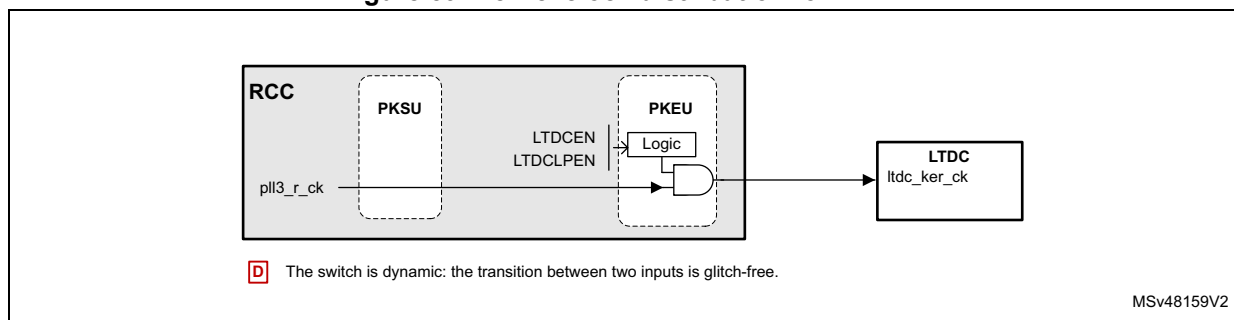 RCC
PKSU
PKEU
LTDCEN
LTDCLPEN
Logic
pll3_r_ck
LTDC
ltdc_ker_ck
D The switch is dynamic: the transition between two inputs is glitch-free.
MSv48159V2